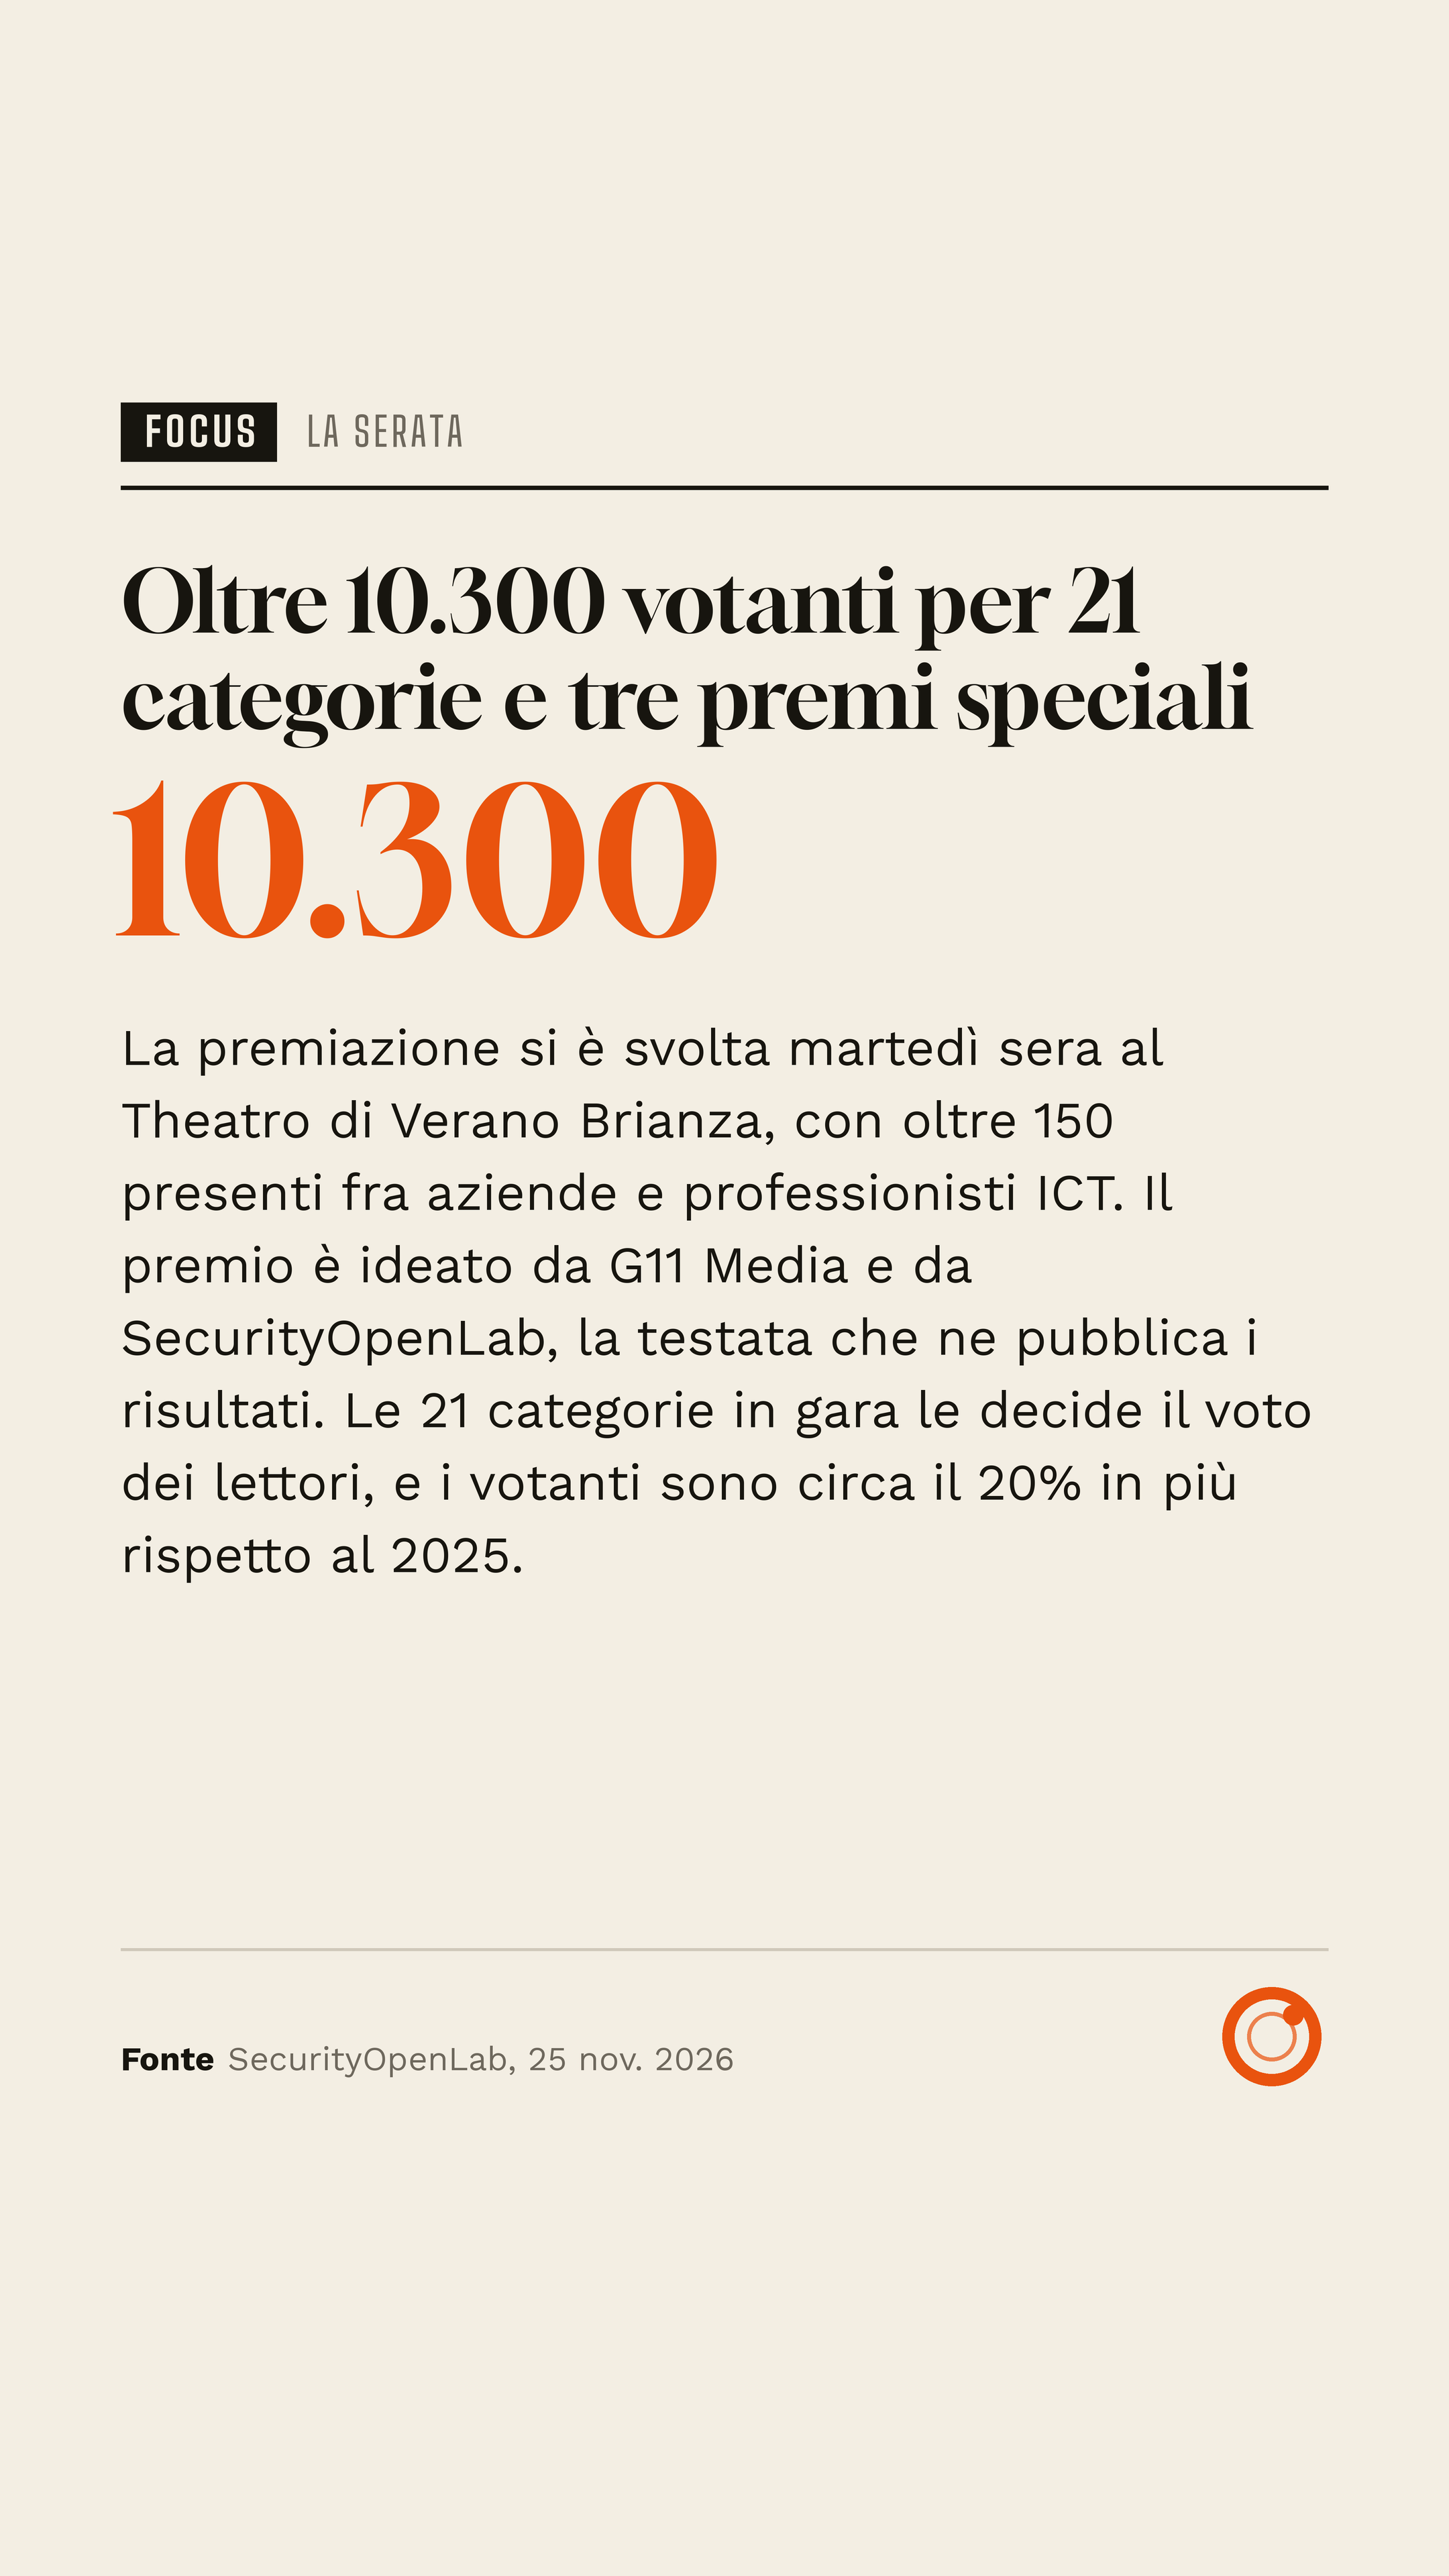 FOCUS LA SERATA
Oltre 10.300 votanti per 21
categorie e tre premi speciali
10.300
La premiazione si è svolta martedì sera al
Theatro di Verano Brianza, con oltre 150
presenti fra aziende e professionisti ICT. Il
premio è ideato da G11 Media e da
SecurityOpenLab, la testata che ne pubblica i
risultati. Le 21 categorie in gara le decide il voto
dei lettori, e i votanti sono circa il 20% in più
rispetto al 2025.
Fonte SecurityOpenLab, 25 nov. 2026